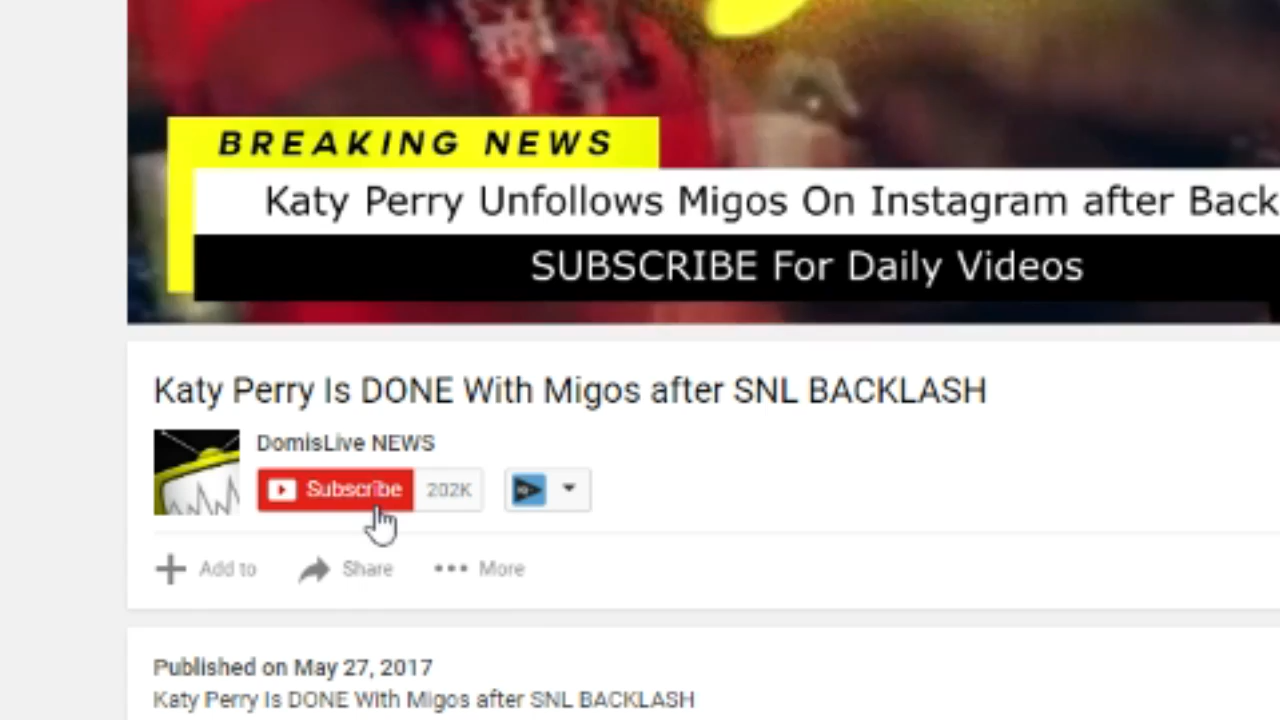 BREAKING NEWS
Katy Perry Unfollows Migos On Instagram after Back
SUBSCRIBE For Daily Videos
Katy Perry Is DONE With Migos after SNL BACKLASH
DomisLive NEWS
Subscribe 202K
Add to Share More
Published on May 27, 2017
Katy Perry Is DONE With Migos after SNL BACKLASH